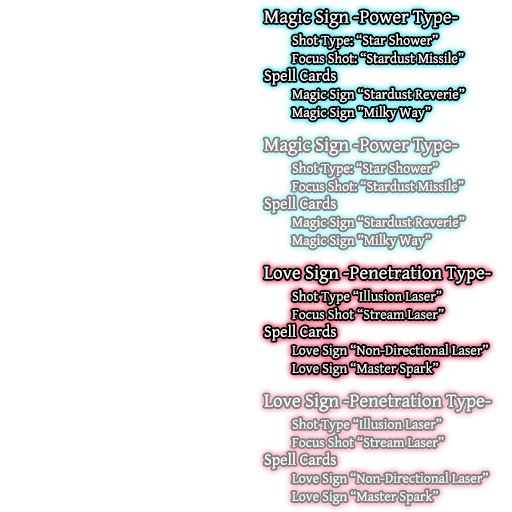 Magic Sign -Power Type-
Shot Type: “Star Shower”
Focus Shot: “Stardust Missile”
Spell Cards
Magic Sign “Stardust Reverie”
Magic Sign ”Milky Way”
Magic Sign -Power Type-
Shot Type: “Star Shower”
Focus Shot: “Stardust Missile”
Spell Cards
Magic Sign “Stardust Reverie”
Magic Sign ”Milky Way”
Love Sign -Penetration Type-
Shot Type “Illusion Laser”
Focus Shot “Stream Laser”
Spell Cards
Love Sign “Non-Directional Laser”
Love Sign “Master Spark”
Love Sign -Penetration Type-
Shot Type “Illusion Laser”
Focus Shot “Stream Laser”
Spell Cards
Love Sign “Non-Directional Laser”
Love Sign “Master Spark”